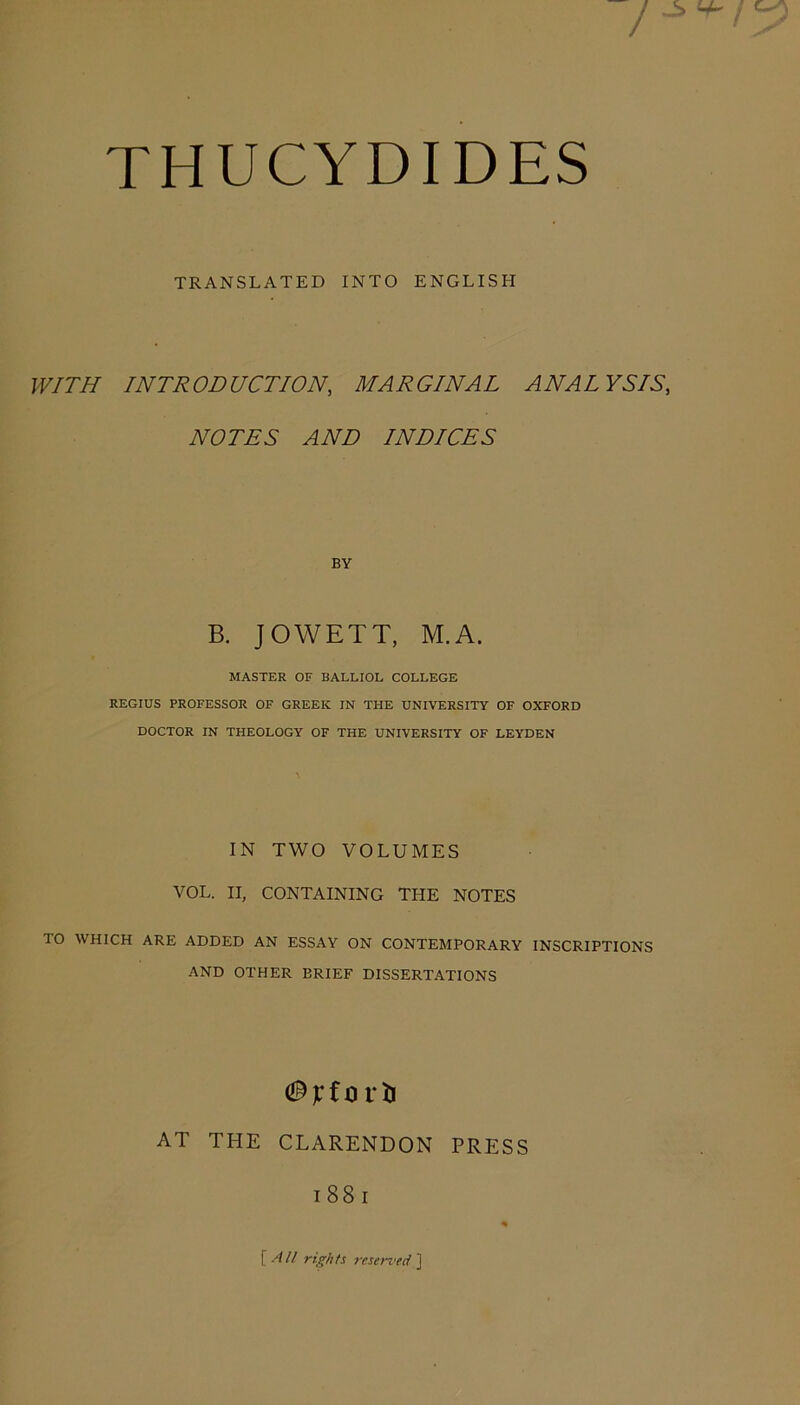 THUCYDIDES
TRANSLATED INTO ENGLISH
WITH INTRODUCTION, MARGINAL ANALYSIS,
NOTES AND INDICES
BY
B. JOWETT, M.A.
MASTER OF BALLIOL COLLEGE
REGIUS PROFESSOR OF GREEK IN THE UNIVERSITY OF OXFORD
DOCTOR IN THEOLOGY OF THE UNIVERSITY OF LEYDEN
IN TWO VOLUMES
VOL. II, CONTAINING THE NOTES
TO WHICH ARE ADDED AN ESSAY ON CONTEMPORARY INSCRIPTIONS
AND OTHER BRIEF DISSERTATIONS
Oxford
AT THE CLARENDON PRESS
1881
[ All rights reserved ]